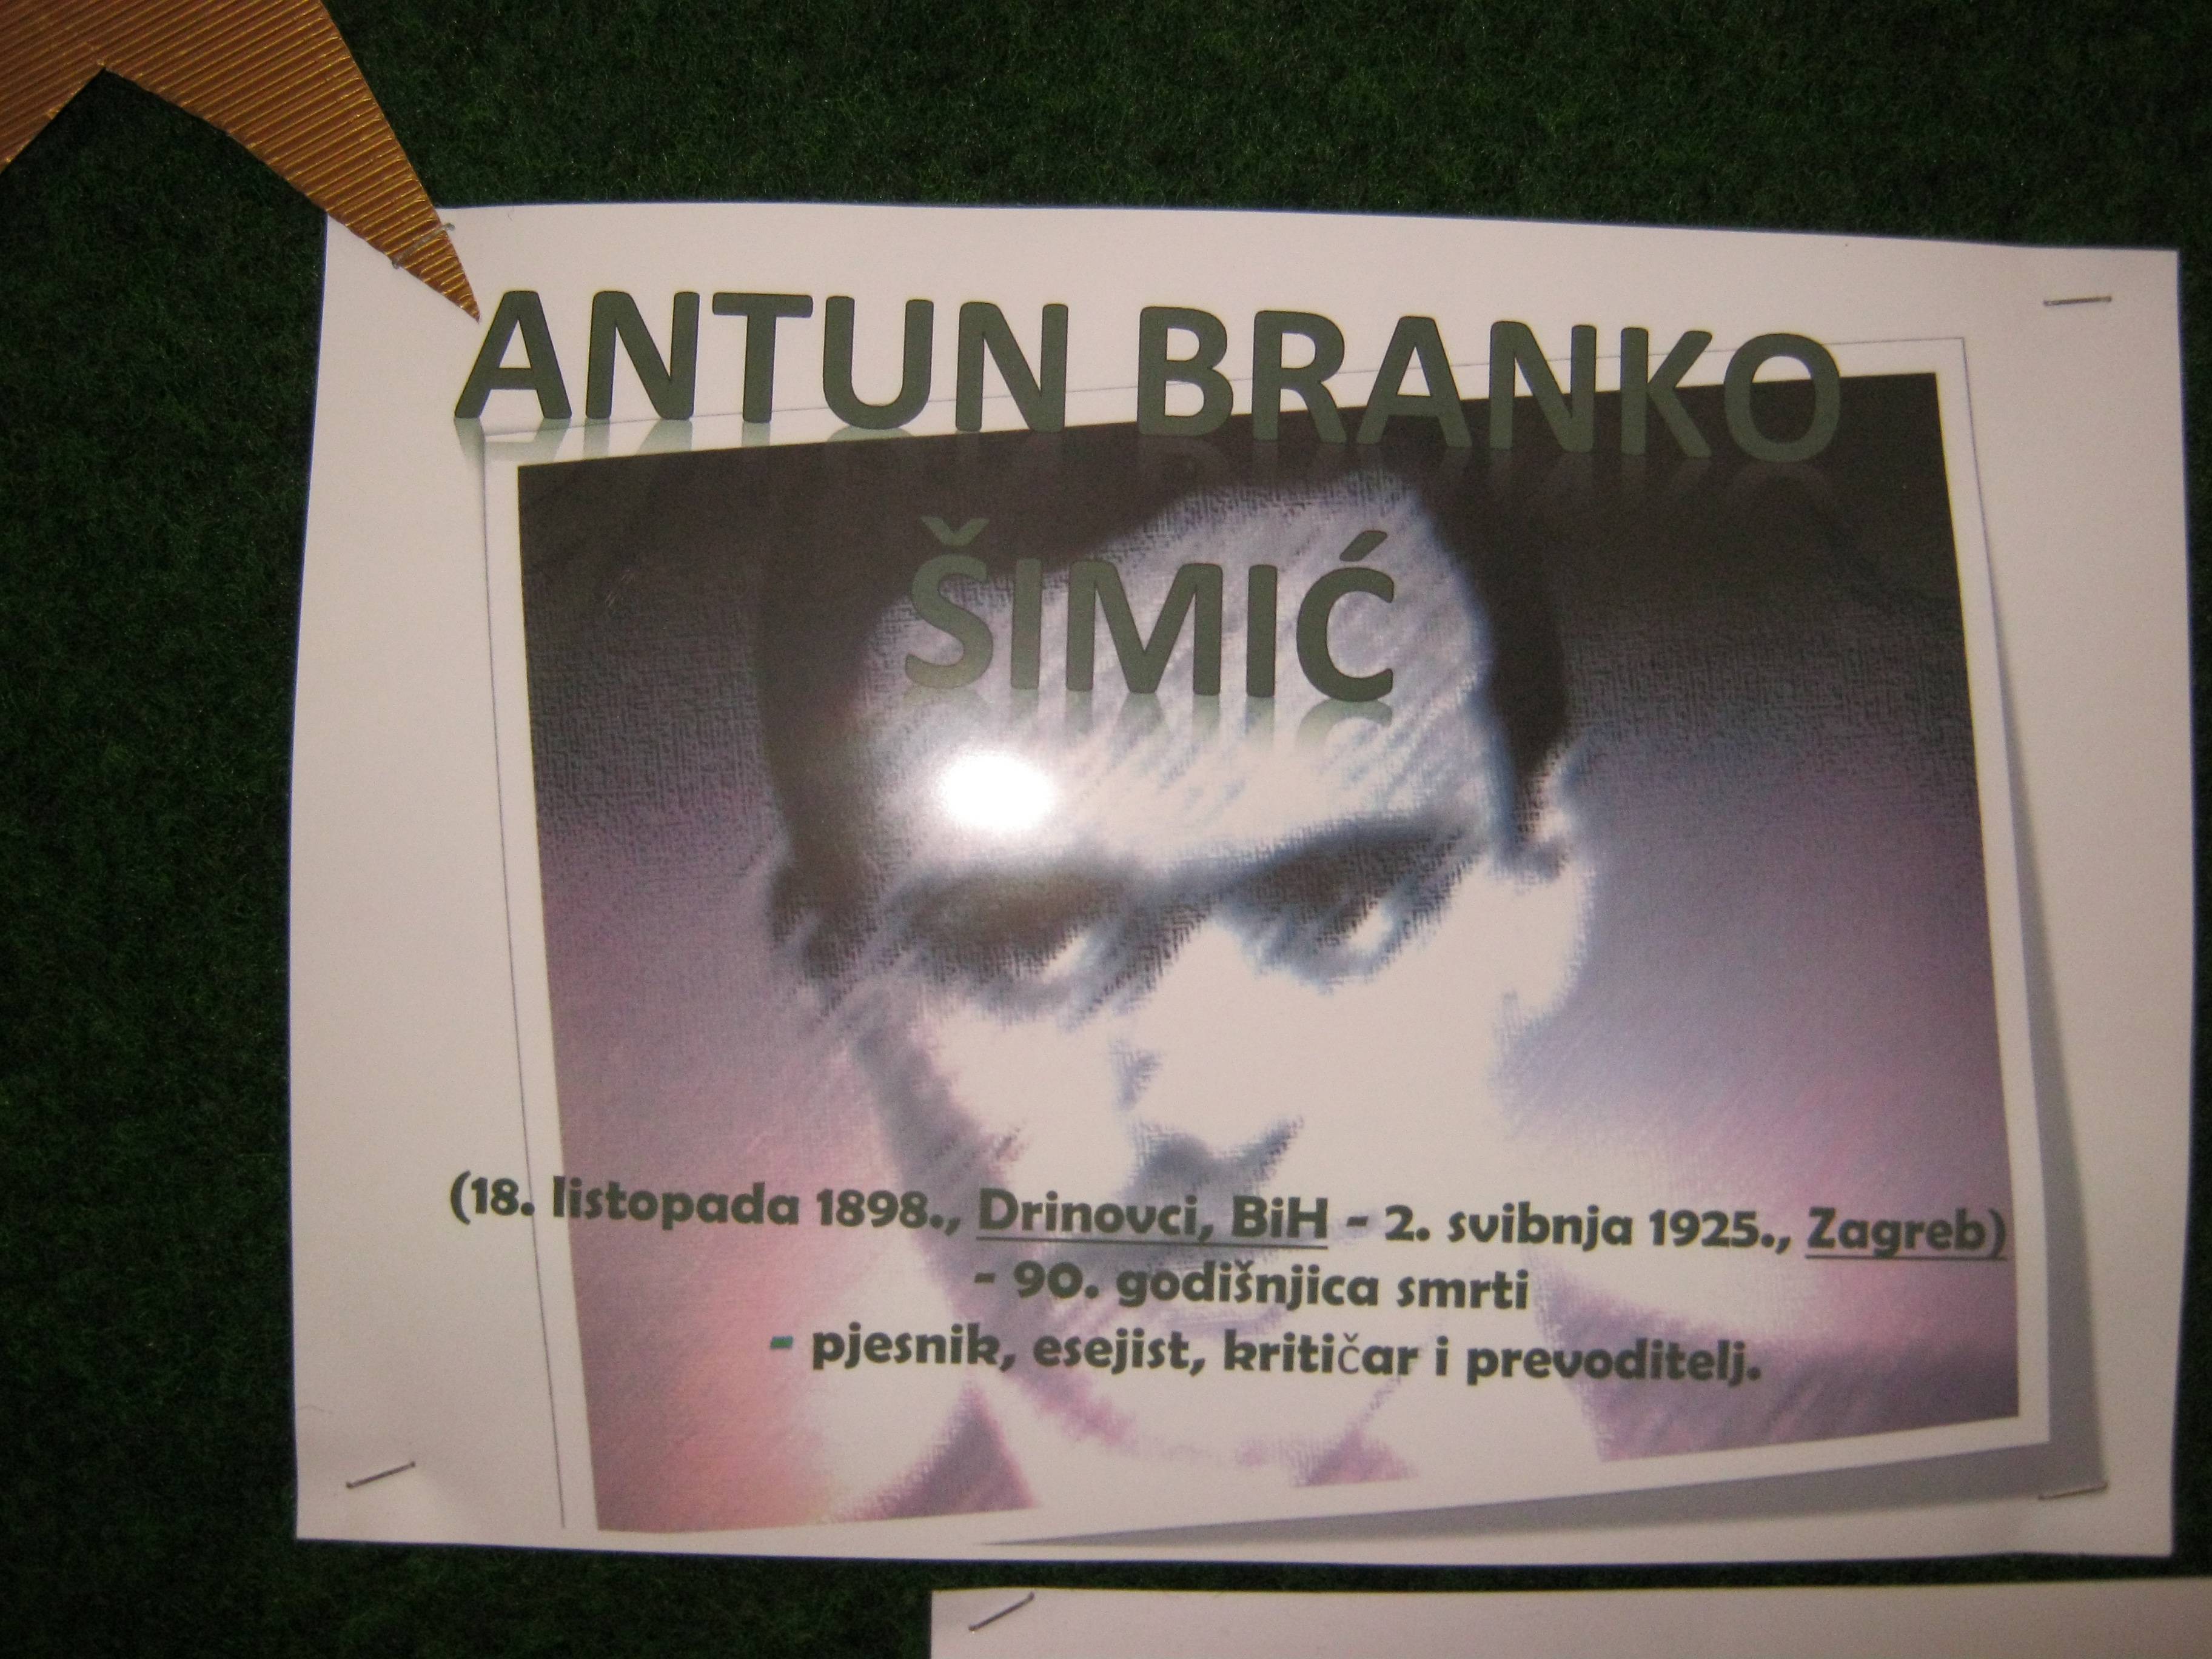 ANTUN BRANKO
ŠIMIĆ
(18. listopada 1898., Drinovci, BiH - 2. svibnja 1925., Zagreb)
- 90. godišnjica smrti
- pjesnik, esejist, kritičar i prevoditelj.